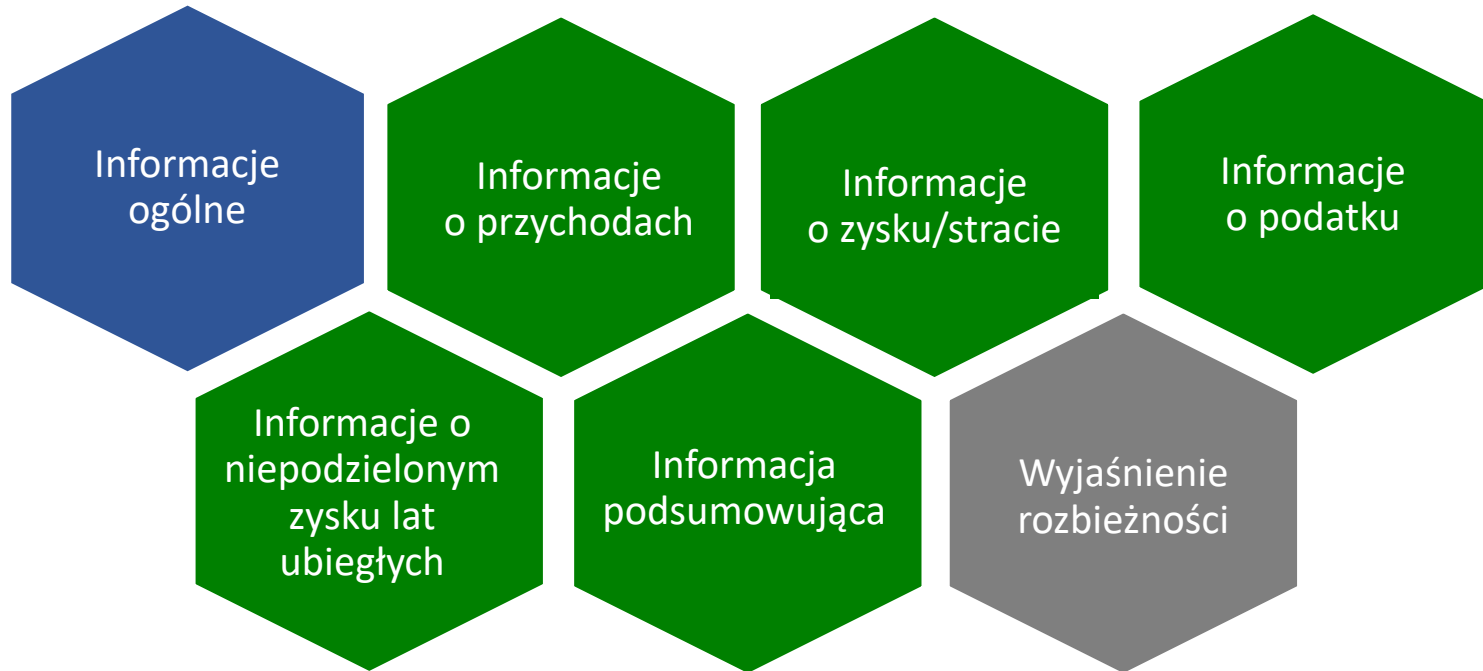 Informacje
ogólne
Informacje
o przychodach
Informacje
o zysku/stracie
Informacje
o podatku
Informacje o
niepodzielonym
zysku lat
ubiegłych
Informacja
podsumowująca
Wyjaśnienie
rozbieżności